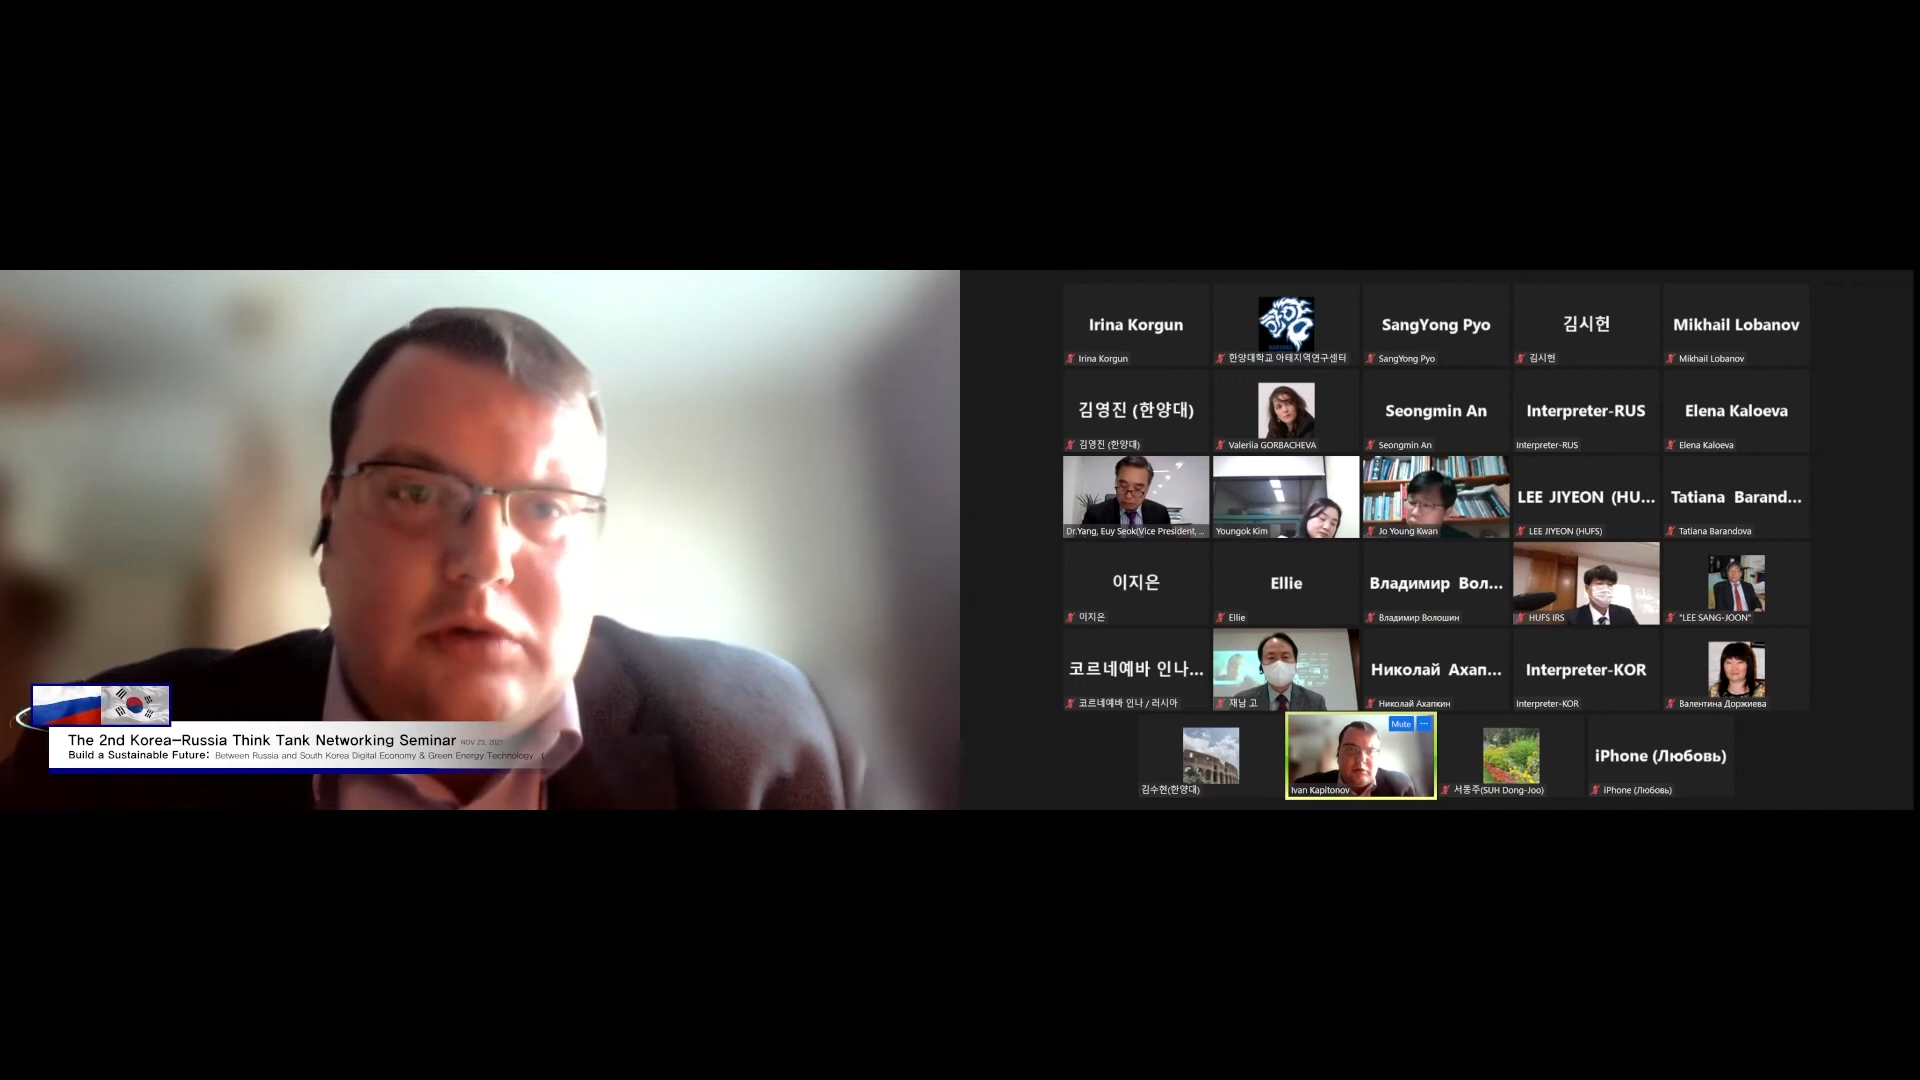 The 2nd Korea–Russia Think Tank Networking Seminar NOV 23, 2021
Build a Sustainable Future: Between Russia and South Korea Digital Economy & Green Energy Technology
Irina Korgun
Irina Korgun
한양대학교 아태지역연구센터
SangYong Pyo
SangYong Pyo
김시헌
김시헌
Mikhail Lobanov
Mikhail Lobanov
김영진 (한양대)
김영진 (한양대)
Valeriia GORBACHEVA
Seongmin An
Seongmin An
Interpreter-RUS
Interpreter-RUS
Elena Kaloeva
Elena Kaloeva
Dr.Yang, Euy Seok(Vice President, ...
Youngok Kim
Jo Young Kwan
LEE JIYEON (HU...
LEE JIYEON (HUFS)
Tatiana Barand...
Tatiana Barandova
이지은
이지은
Ellie
Ellie
Владимир Вол...
Владимир Волошин
HUFS IRS
"LEE SANG-JOON"
코르네예바 인나...
코르네예바 인나 / 러시아
재남 고
Николай Ахап...
Николай Ахапкин
Interpreter-KOR
Interpreter-KOR
Валентина Доржиева
김수현(한양대)
Mute ...
Ivan Kapitonov
서동주(SUH Dong-Joo)
iPhone (Любовь)
iPhone (Любовь)